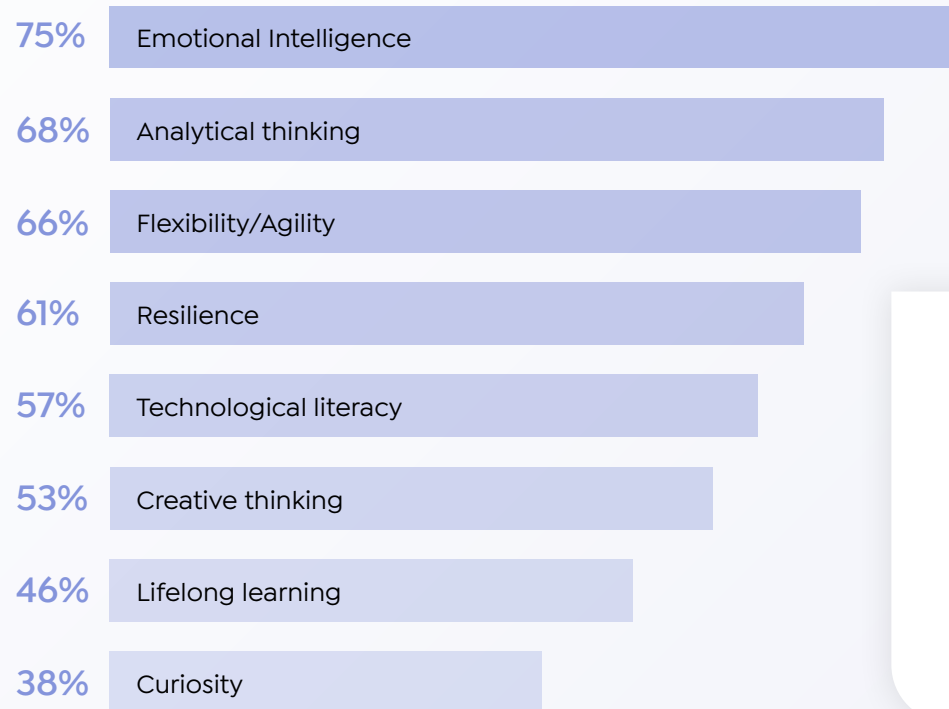 75% Emotional Intelligence
68% Analytical thinking
66% Flexibility/Agility
61% Resilience
57% Technological literacy
53% Creative thinking
46% Lifelong learning
38% Curiosity